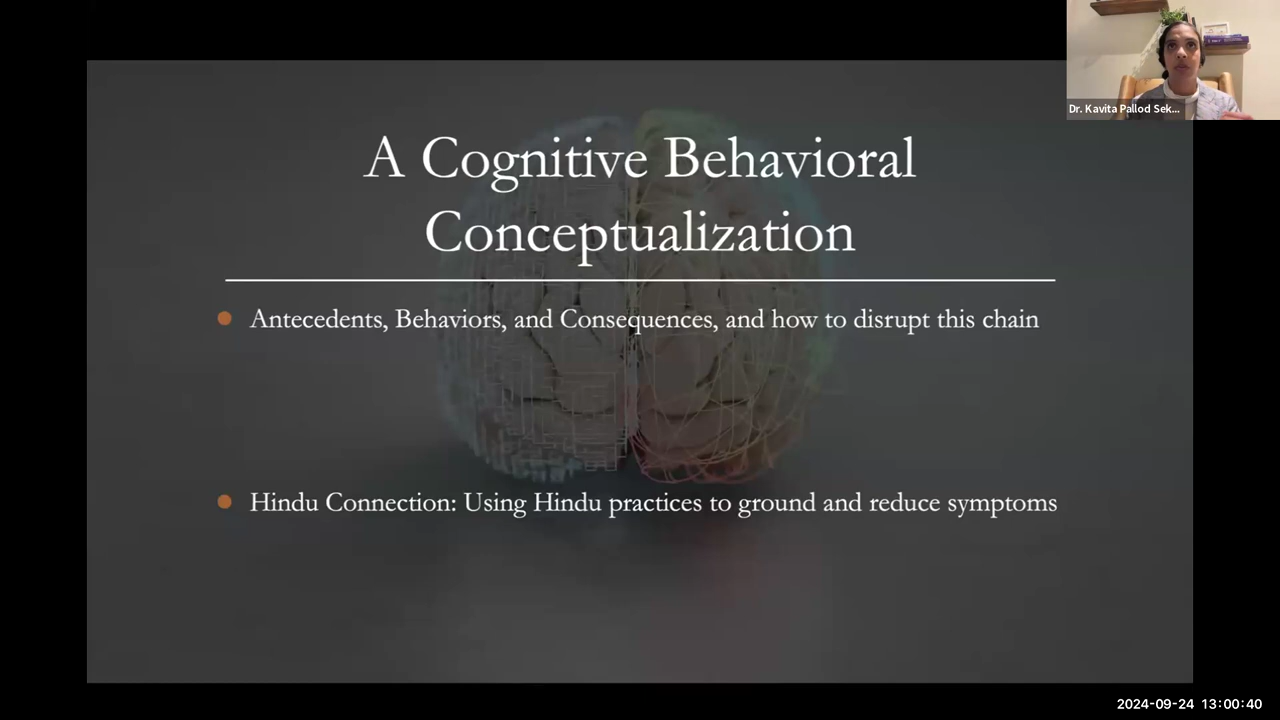 A Cognitive Behavioral
Conceptualization
Antecedents, Behaviors, and Consequences, and how to disrupt this chain
Hindu Connection: Using Hindu practices to ground and reduce symptoms
Dr. Kavita Pallod Sek...
2024-09-24 13:00:40